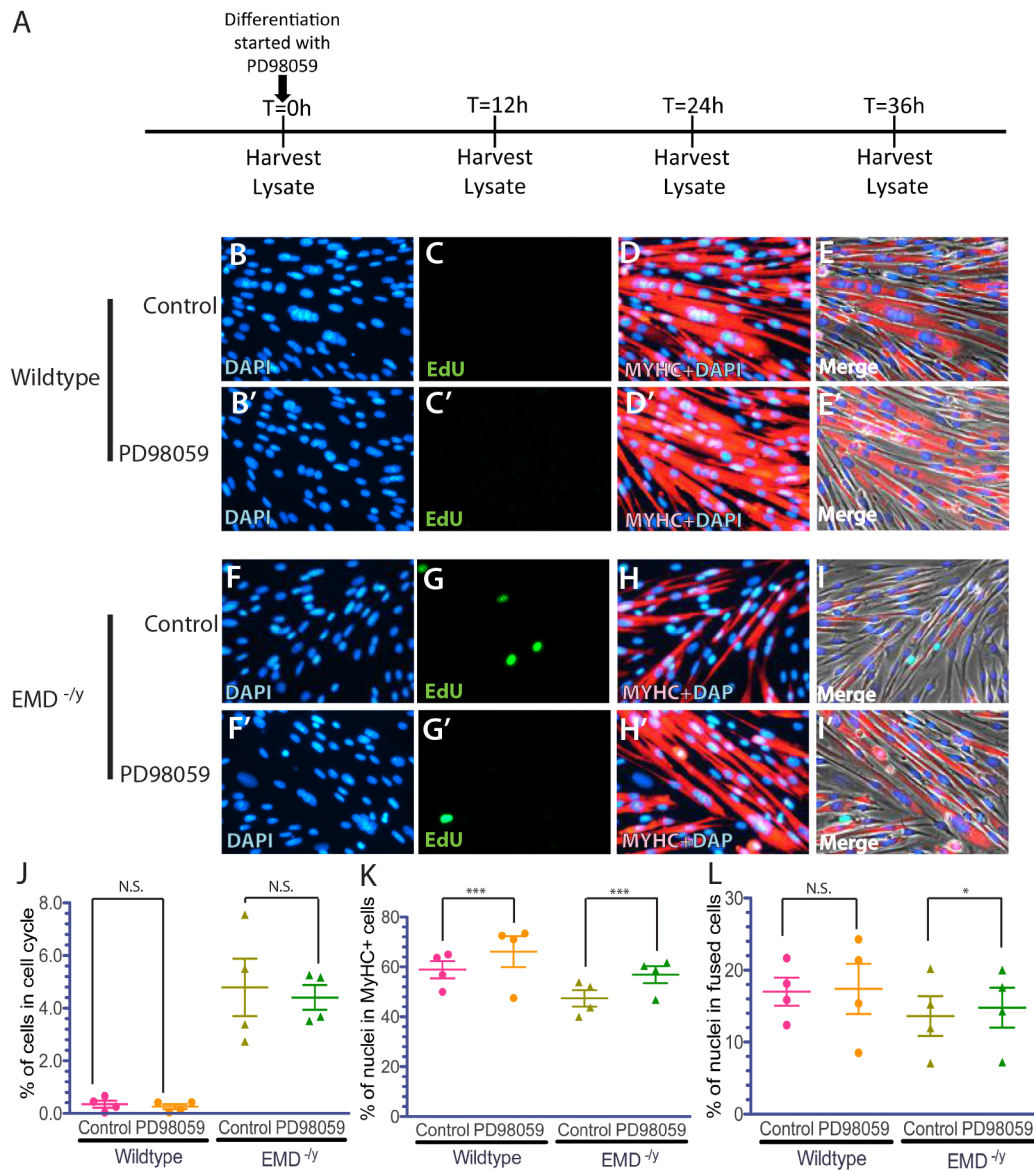 A
Differentiation
started with
PD98059
T=0h
T=12h
T=24h
T=36h
Harvest
Lysate
Harvest
Lysate
Harvest
Lysate
Harvest
Lysate
Wildtype
Control
B
DAPI
C
EdU
D
MYHC+DAPI
E
Merge
PD98059
B'
DAPI
C'
EdU
D'
MYHC+DAPI
E'
Merge
EMD -/y
Control
F
DAPI
G
EdU
H
MYHC+DAP
I
Merge
PD98059
F'
DAPI
G'
EdU
H'
MYHC+DAP
I'
Merge
J
% of cells in cell cycle
8.0
6.0
4.0
2.0
0.0
N.S.
N.S.
Control PD98059 Control PD98059
Wildtype EMD -/y
K
% of nuclei in MyHC+ cells
80
60
40
20
0
***
***
Control PD98059 Control PD98059
Wildtype EMD -/y
L
% of nuclei in fused cells
30
20
10
0
N.S.
*
Control PD98059 Control PD98059
Wildtype EMD -/y